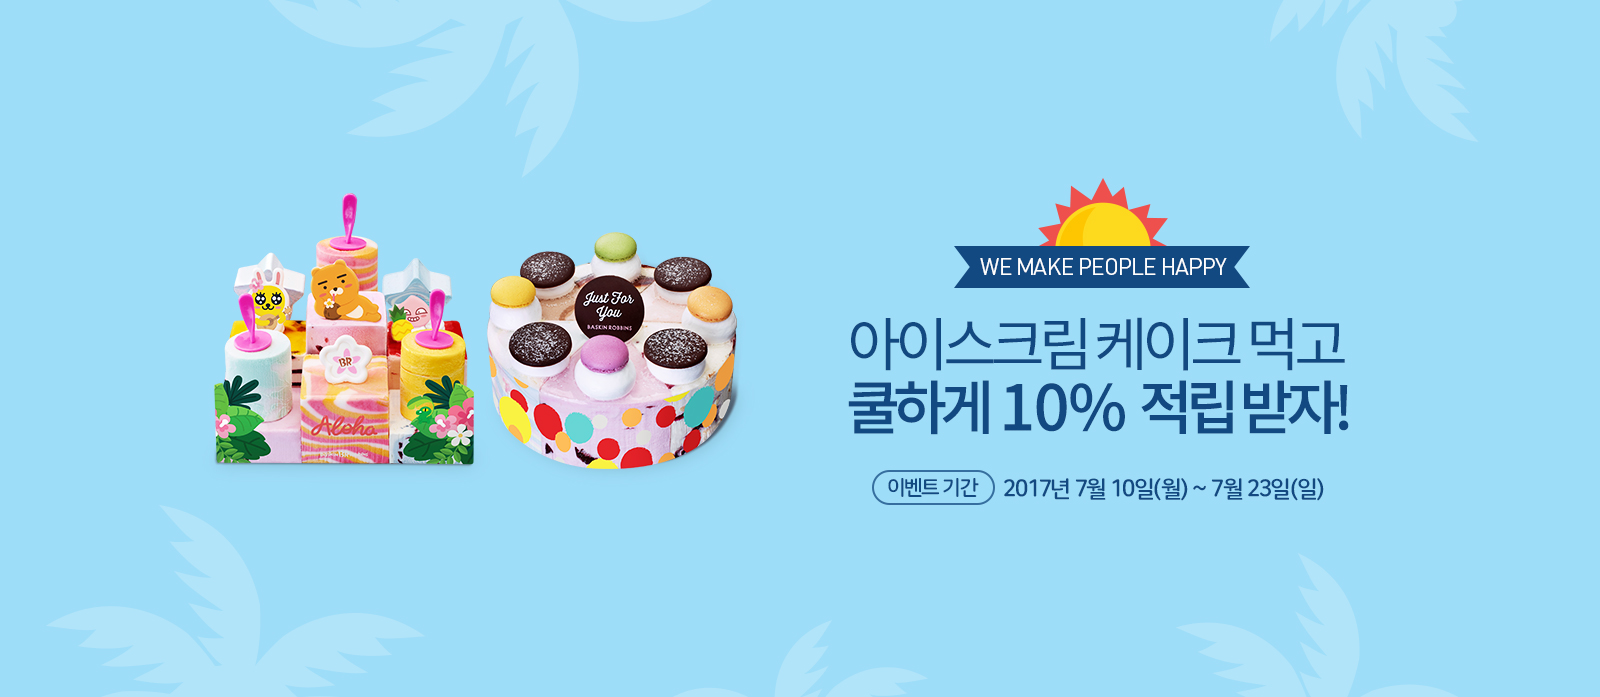 BR
Aloha
Just For
You
BASKIN ROBBINS
WE MAKE PEOPLE HAPPY
아이스크림 케이크 먹고
쿨하게 10% 적립 받자!
이벤트 기간 2017년 7월 10일(월) ~ 7월 23일(일)